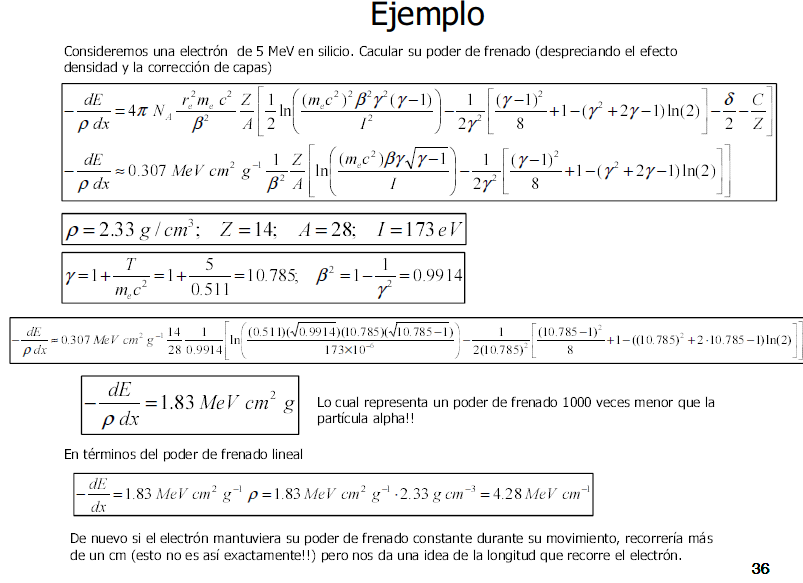 Ejemplo
Consideremos una electrón de 5 MeV en silicio. Cacular su poder de frenado (despreciando el efecto
densidad y la corrección de capas)
-\frac{dE}{\rho dx} = 4\pi N_A \frac{r_e^2 m_e c^2}{\beta^2} \frac{Z}{A} \left[ \frac{1}{2} \ln\left( \frac{(m_e c^2)^2 \beta^2 \gamma^2 (\gamma-1)}{I^2} \right) - \frac{1}{2\gamma^2} \left[ \frac{(\gamma-1)^2}{8} + 1 - (\gamma^2 + 2\gamma - 1) \ln(2) \right] - \frac{\delta}{2} - \frac{C}{Z} \right]
-\frac{dE}{\rho dx} ≈ 0.307 MeV cm^2 g^{-1} \frac{1}{\beta^2} \frac{Z}{A} \left[ \ln\left( \frac{(m_e c^2) \beta\gamma \sqrt{\gamma-1}}{I} \right) - \frac{1}{2\gamma^2} \left[ \frac{(\gamma-1)^2}{8} + 1 - (\gamma^2 + 2\gamma - 1) \ln(2) \right] \right]
ρ = 2.33 g / cm^3; Z = 14; A = 28; I = 173 eV
\gamma = 1 + \frac{T}{m_e c^2} = 1 + \frac{5}{0.511} = 10.785; \beta^2 = 1 - \frac{1}{\gamma^2} = 0.9914
-\frac{dE}{\rho dx} ≈ 0.307 MeV cm^2 g^{-1} \frac{14}{28} \frac{1}{0.9914} \left[ \ln\left( \frac{(0.511)(\sqrt{0.9914})(10.785)(\sqrt{10.785-1})}{173×10^{-6}} \right) - \frac{1}{2(10.785)^2} \left[ \frac{(10.785-1)^2}{8} + 1 - ((10.785)^2 + 2·10.785 - 1) \ln(2) \right] \right]
-\frac{dE}{\rho dx} = 1.83 MeV cm^2 g
Lo cual representa un poder de frenado 1000 veces menor que la
partícula alpha!!
En términos del poder de frenado lineal
-\frac{dE}{dx} = 1.83 MeV cm^2 g^{-1} ρ = 1.83 MeV cm^2 g^{-1} · 2.33 g cm^{-3} = 4.28 MeV cm^{-1}
De nuevo si el electrón mantuviera su poder de frenado constante durante su movimiento, recorrería más
de un cm (esto no es así exactamente!!) pero nos da una idea de la longitud que recorre el electrón.
36